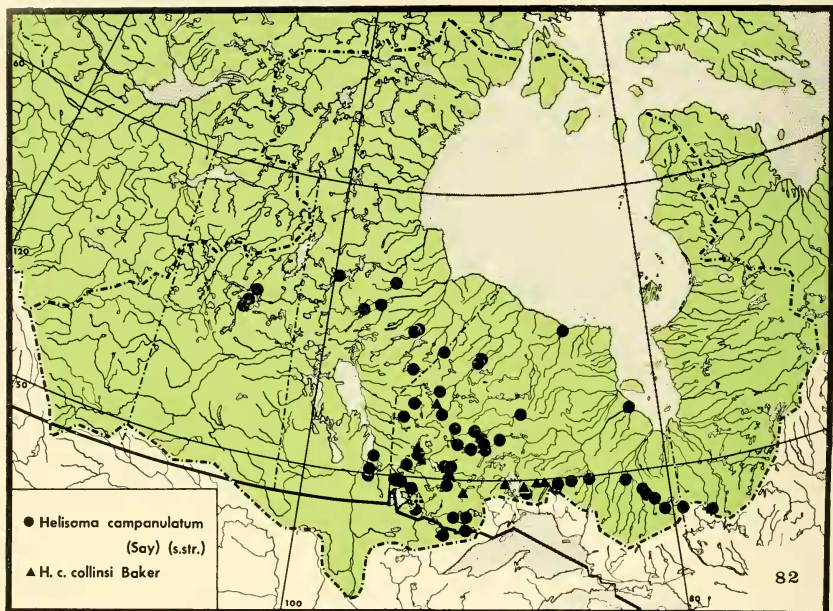 60
120
50
● Helisoma campanulatum
(Say) (s.str.)
▲ H. c. collinsi Baker
100
80
82